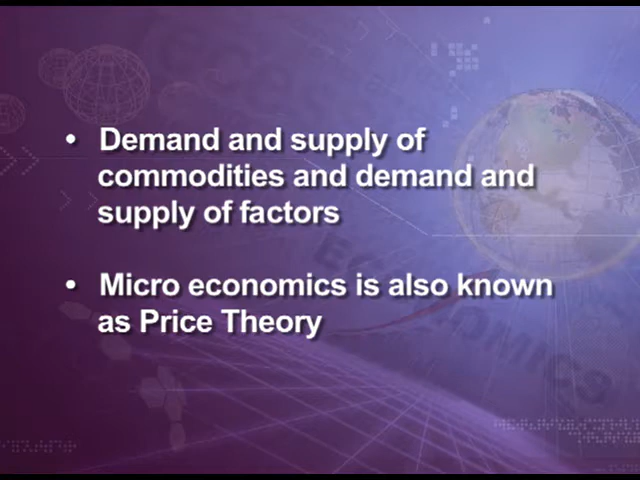 • Demand and supply of
commodities and demand and
supply of factors
• Micro economics is also known
as Price Theory